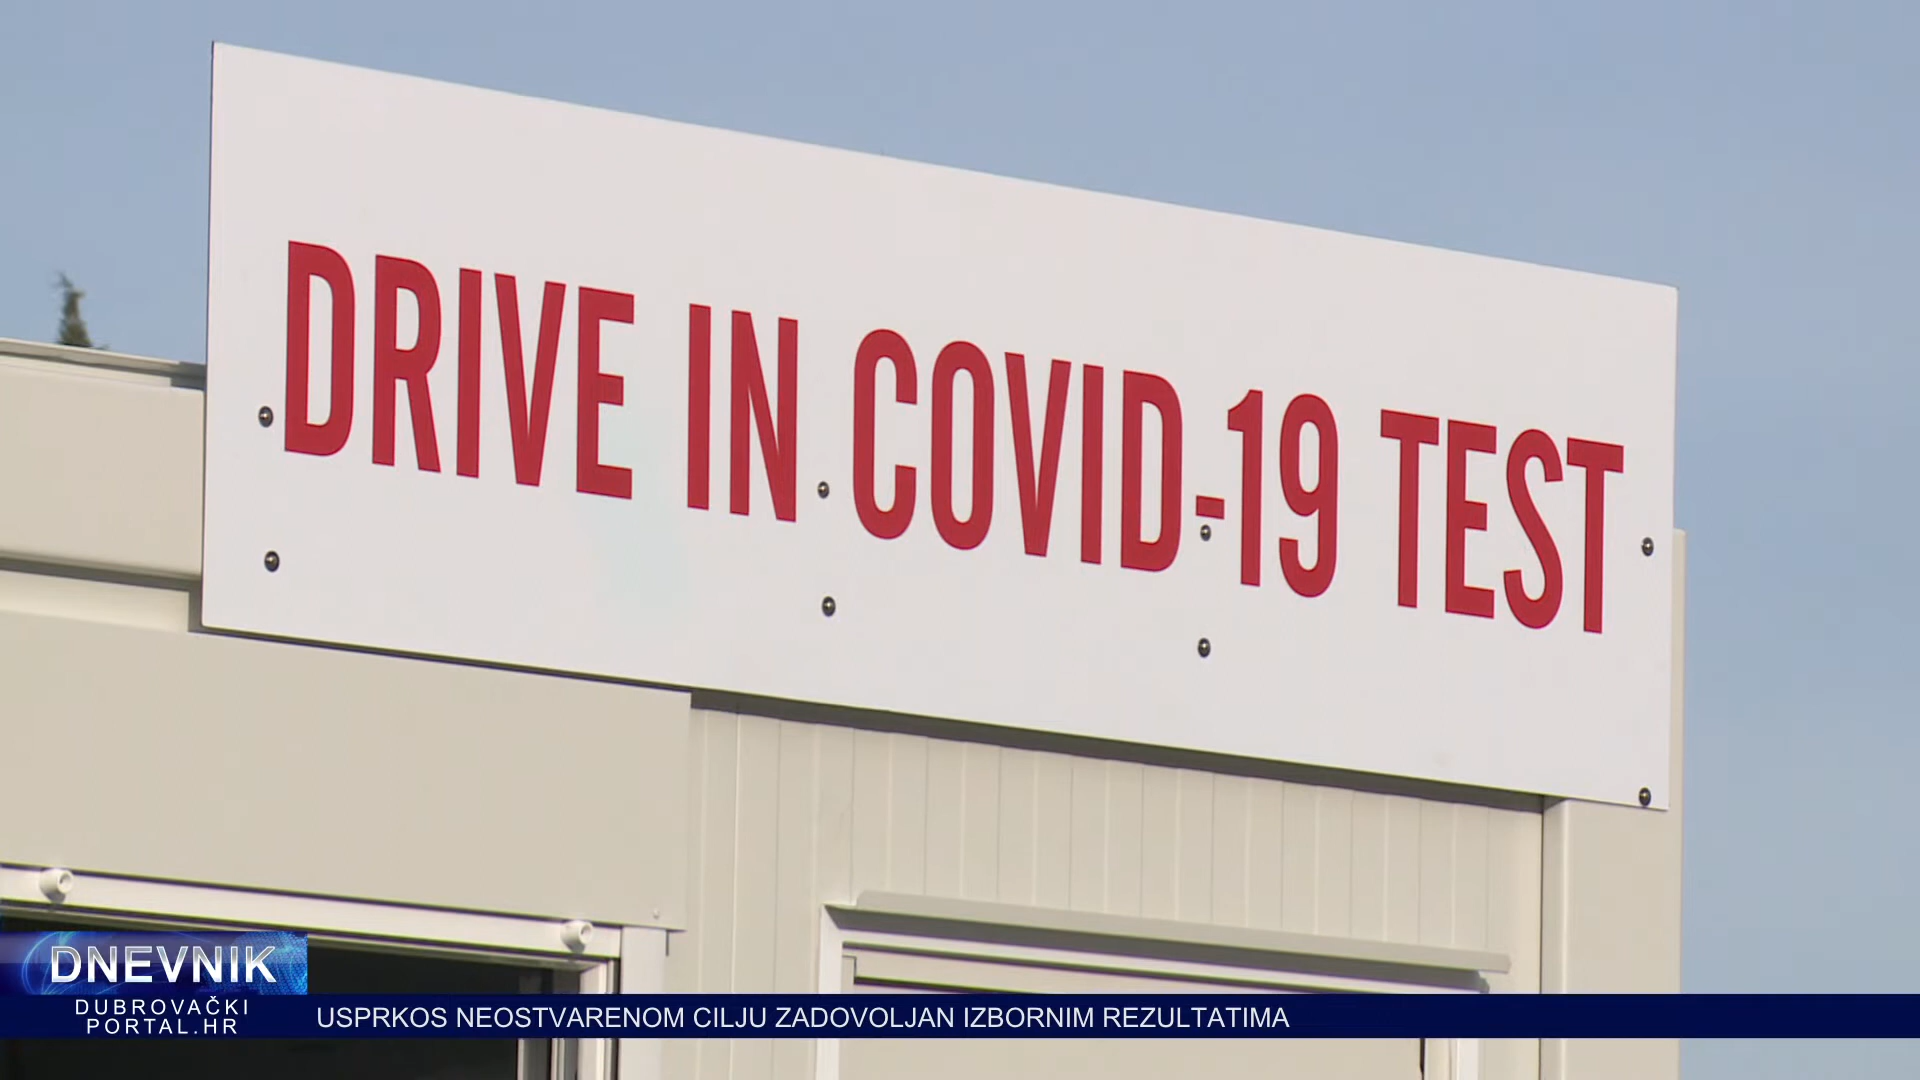 DRIVE IN COVID-19 TEST
DNEVNIK
DUBROVAČKI
PORTAL.HR
USPRKOS NEOSTVARENOM CILJU ZADOVOLJAN IZBORNIM REZULTATIMA